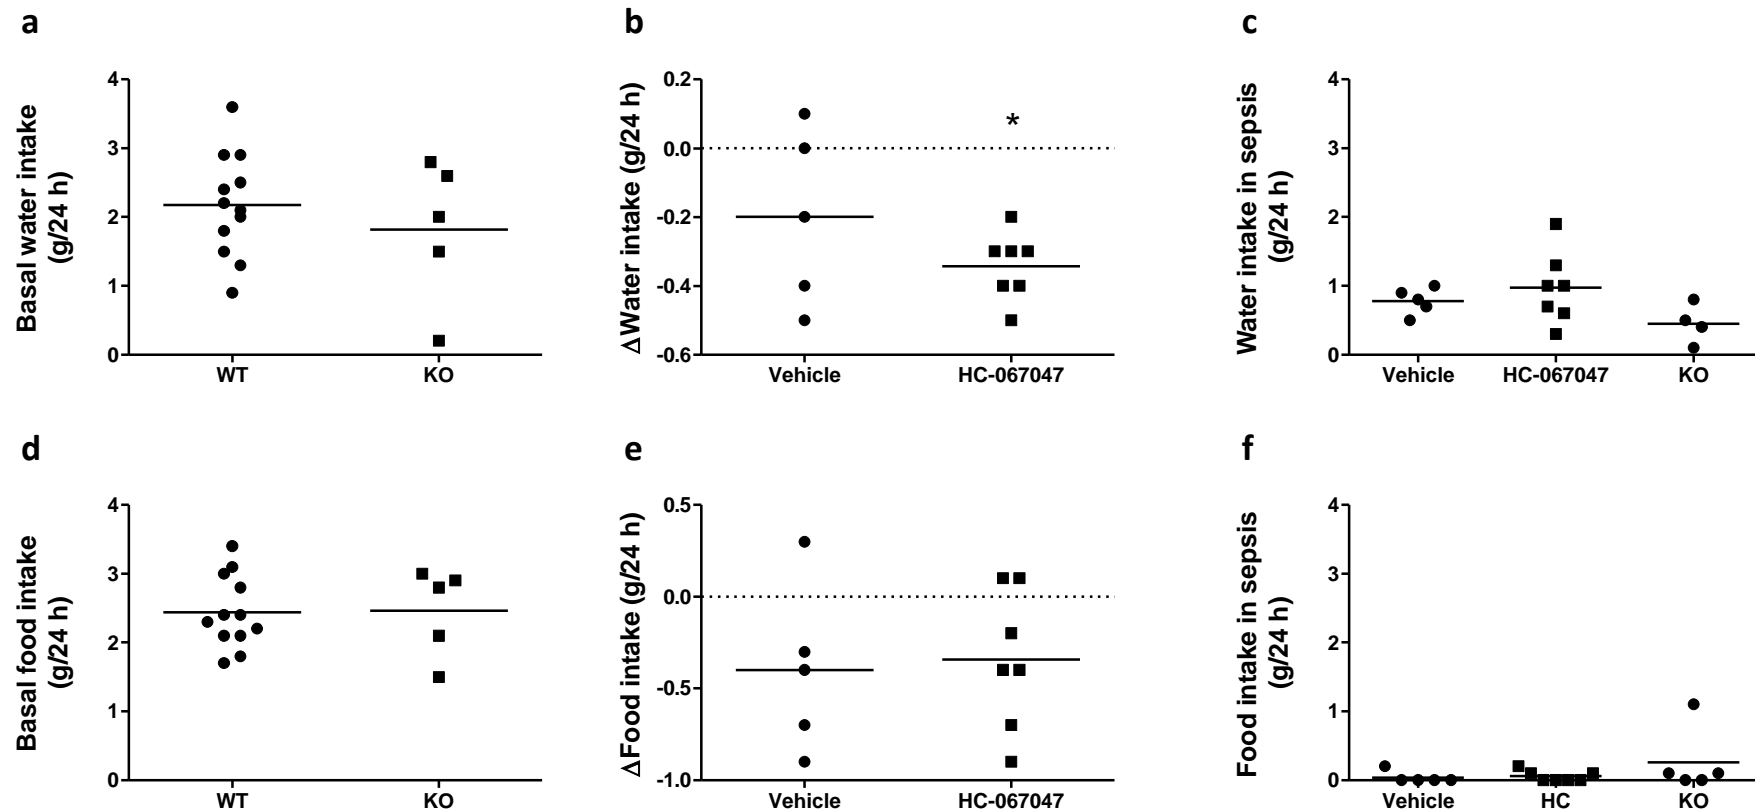 a
b
c
Basal water intake
(g/24 h)
4
3
2
1
0
WT
KO
ΔWater intake (g/24 h)
0.2
0.0
-0.2
-0.4
-0.6
*
Vehicle
HC-067047
Water intake in sepsis
(g/24 h)
4
3
2
1
0
Vehicle
HC-067047
KO
d
e
f
Basal food intake
(g/24 h)
4
3
2
1
0
WT
KO
ΔFood intake (g/24 h)
0.5
0.0
-0.5
-1.0
Vehicle
HC-067047
Food intake in sepsis
(g/24 h)
4
3
2
1
0
Vehicle
HC
KO